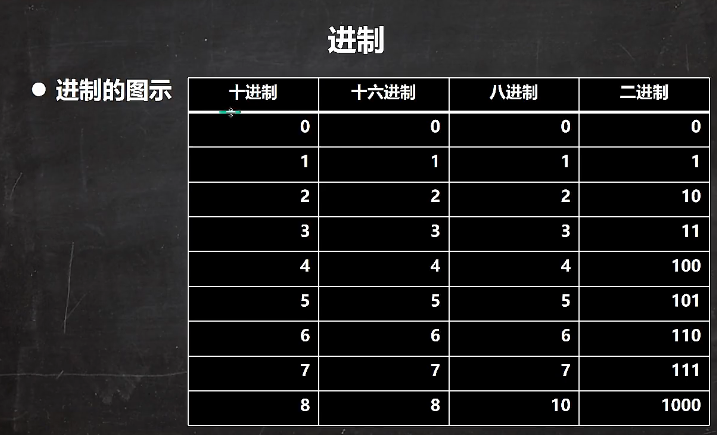 进制
进制的图示
十进制 十六进制 八进制 二进制
0 0 0 0
1 1 1 1
2 2 2 10
3 3 3 11
4 4 4 100
5 5 5 101
6 6 6 110
7 7 7 111
8 8 10 1000